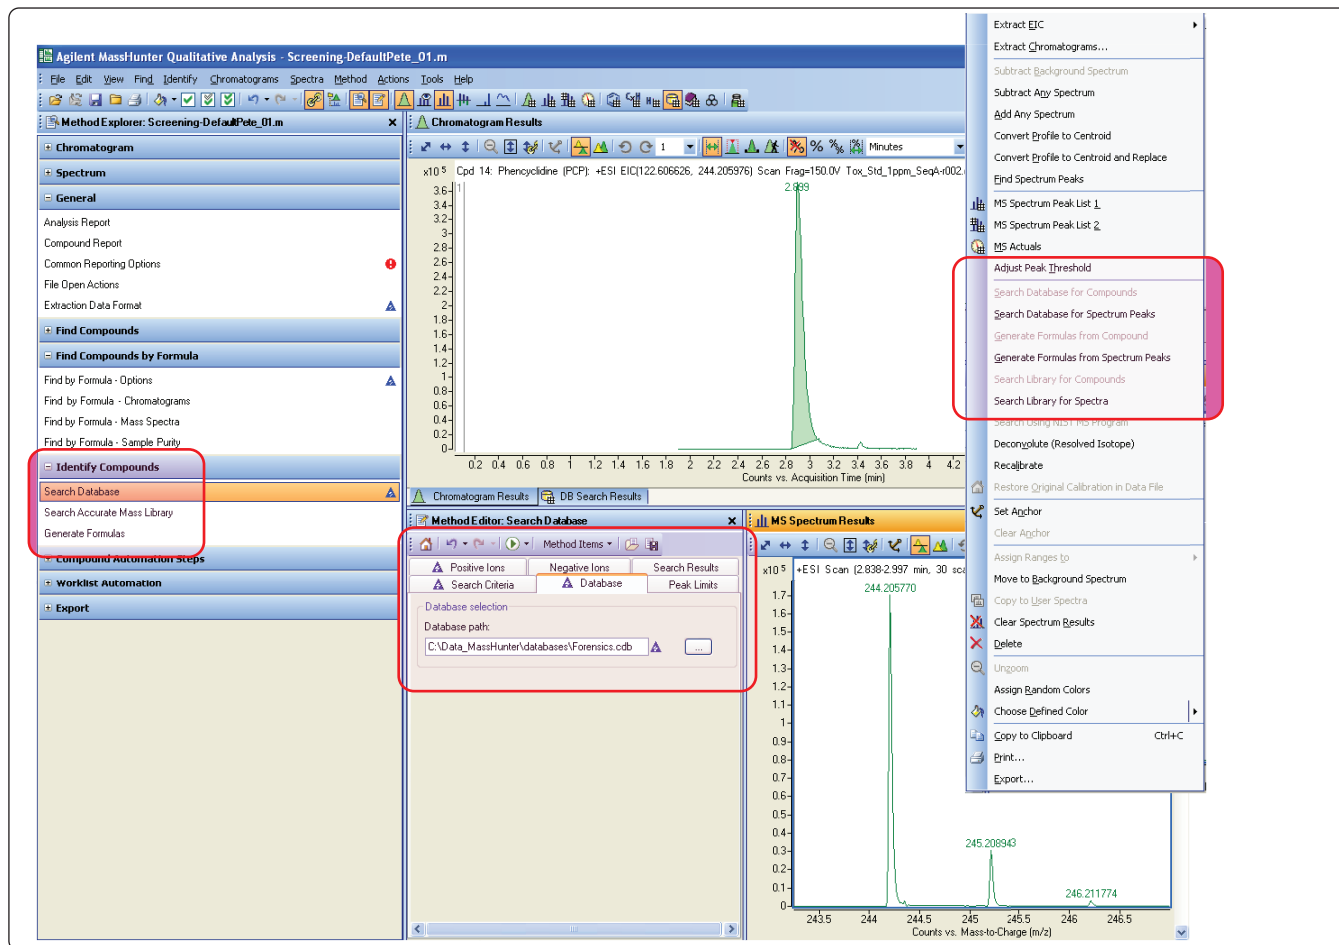 Agilent MassHunter Qualitative Analysis - Screening-DefaultPete_01.m
File Edit View Find Identify Chromatograms Spectra Method Actions Tools Help
Method Explorer: Screening-DefaultPete_01.m
Chromatogram
Spectrum
General
Analysis Report
Compound Report
Common Reporting Options
File Open Actions
Extraction Data Format
Find Compounds
Find Compounds by Formula
Find by Formula - Options
Find by Formula - Chromatograms
Find by Formula - Mass Spectra
Find by Formula - Sample Purity
Identify Compounds
Search Database
Search Accurate Mass Library
Generate Formulas
Compound Automation Steps
Worklist Automation
Export
Chromatogram Results
1 Minutes
x10 5 Cpd 14: Phencyclidine (PCP): +ESI EIC(122.606626, 244.205976) Scan Frag=150.0V Tox_Std_1ppm_SeqA-r002.
1
2.899
3.6
3.4
3.2
3
2.8
2.6
2.4
2.2
2
1.8
1.6
1.4
1.2
1
0.8
0.6
0.4
0.2
0
0.2 0.4 0.6 0.8 1 1.2 1.4 1.6 1.8 2 2.2 2.4 2.6 2.8 3 3.2 3.4 3.6 3.8 4 4.2
Counts vs. Acquisition Time (min)
Chromatogram Results DB Search Results
Method Editor: Search Database
Method Items
Positive Ions Negative Ions Search Results
Search Criteria Database Peak Limits
Database selection
Database path:
C:\Data_MassHunter\databases\Forensics.cdb ...
MS Spectrum Results
x10 5 +ESI Scan (2.838-2.997 min, 30 sca
244.205770
1.7
1.6
1.5
1.4
1.3
1.2
1.1
1
0.9
0.8
0.7
0.6
0.5
0.4
0.3
0.2
0.1
0
245.208943
246.211774
243.5 244 244.5 245 245.5 246 246.5
Counts vs. Mass-to-Charge (m/z)
Extract EIC
Extract Chromatograms...
Subtract Background Spectrum
Subtract Any Spectrum
Add Any Spectrum
Convert Profile to Centroid
Convert Profile to Centroid and Replace
Find Spectrum Peaks
MS Spectrum Peak List 1
MS Spectrum Peak List 2
MS Actuals
Adjust Peak Threshold
Search Database for Compounds
Search Database for Spectrum Peaks
Generate Formulas from Compound
Generate Formulas from Spectrum Peaks
Search Library for Compounds
Search Library for Spectra
Search Using NIST MS Program
Deconvolute (Resolved Isotope)
Recalibrate
Restore Original Calibration in Data File
Set Anchor
Clear Anchor
Assign Ranges to
Move to Background Spectrum
Copy to User Spectra
Clear Spectrum Results
Delete
Unzoom
Assign Random Colors
Choose Defined Color
Copy to Clipboard Ctrl+C
Print...
Export...